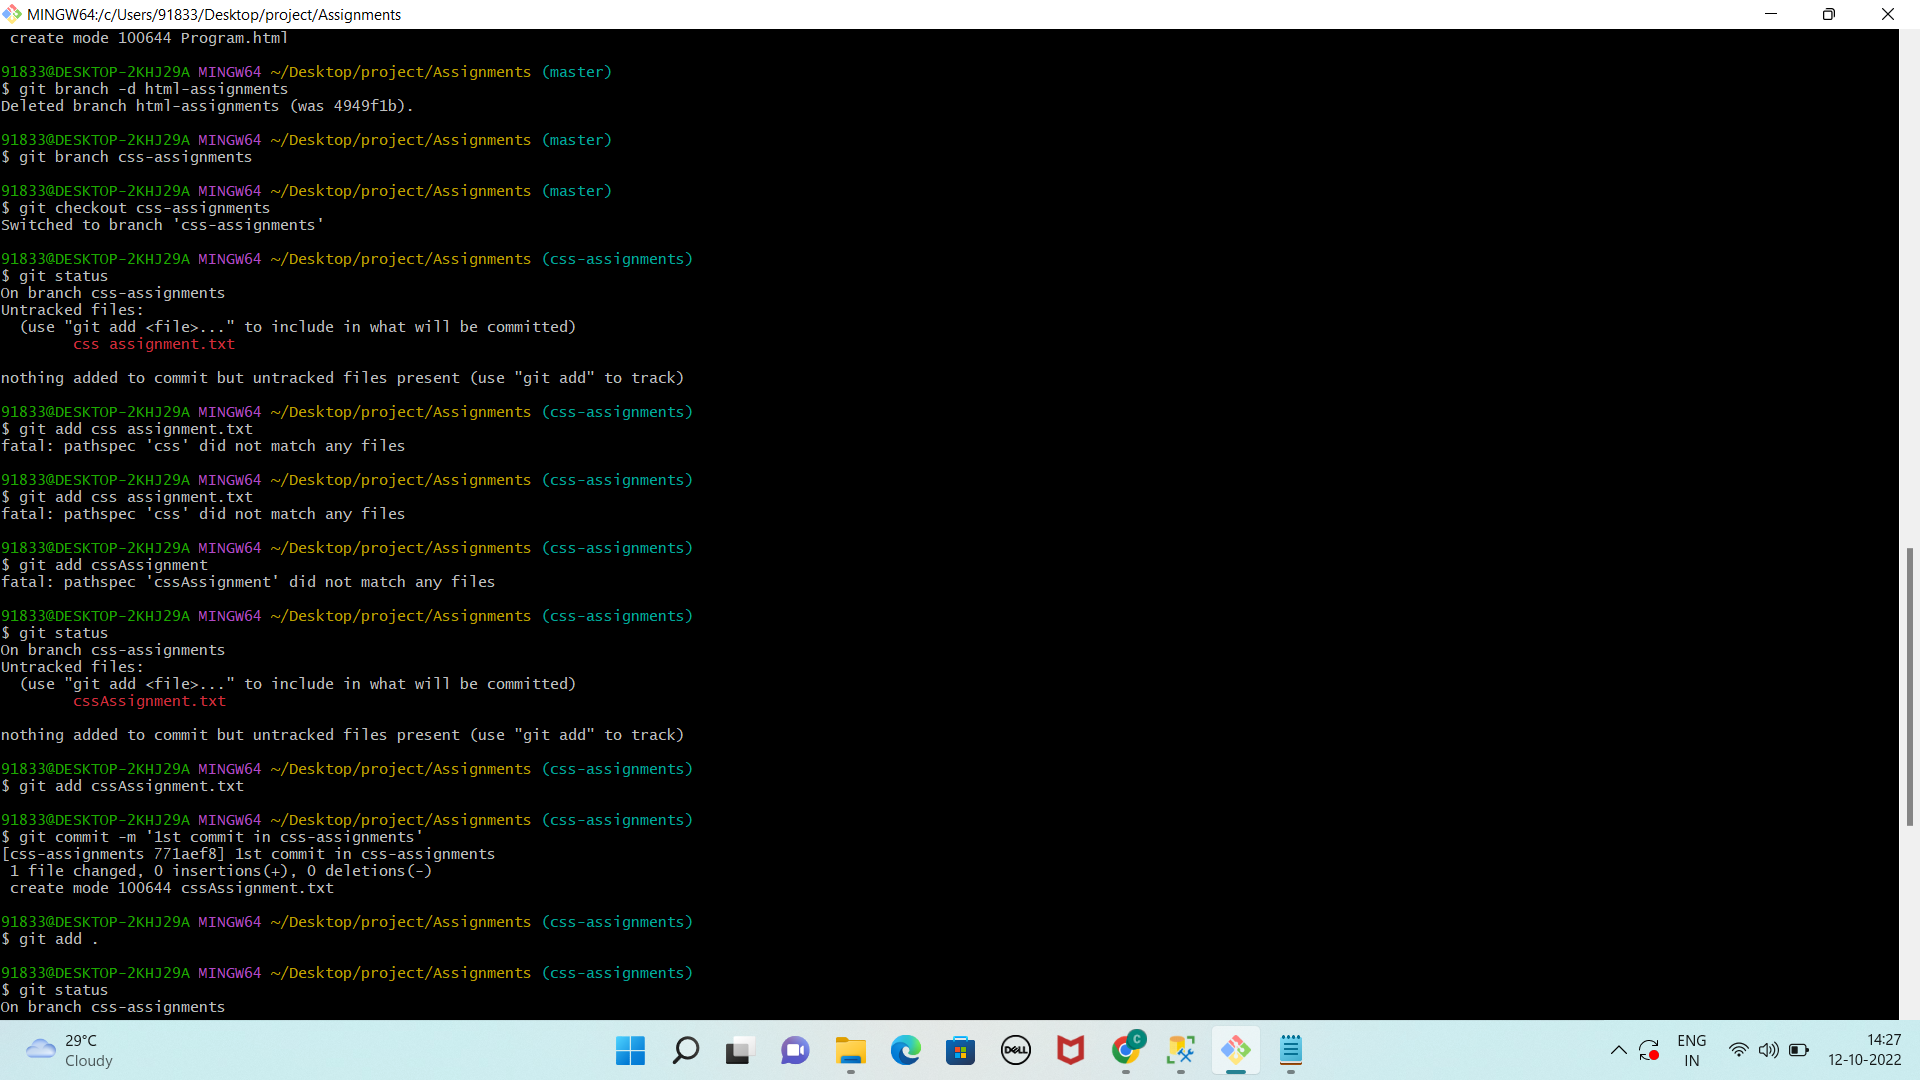 MINGW64:/c/Users/91833/Desktop/project/Assignments
 create mode 100644 Program.html
91833@DESKTOP-2KHJ29A MINGW64 ~/Desktop/project/Assignments (master)
$ git branch -d html-assignments
Deleted branch html-assignments (was 4949f1b).
91833@DESKTOP-2KHJ29A MINGW64 ~/Desktop/project/Assignments (master)
$ git branch css-assignments
91833@DESKTOP-2KHJ29A MINGW64 ~/Desktop/project/Assignments (master)
$ git checkout css-assignments
Switched to branch 'css-assignments'
91833@DESKTOP-2KHJ29A MINGW64 ~/Desktop/project/Assignments (css-assignments)
$ git status
On branch css-assignments
Untracked files:
  (use "git add <file>..." to include in what will be committed)
        css assignment.txt
nothing added to commit but untracked files present (use "git add" to track)
91833@DESKTOP-2KHJ29A MINGW64 ~/Desktop/project/Assignments (css-assignments)
$ git add css assignment.txt
fatal: pathspec 'css' did not match any files
91833@DESKTOP-2KHJ29A MINGW64 ~/Desktop/project/Assignments (css-assignments)
$ git add css assignment.txt
fatal: pathspec 'css' did not match any files
91833@DESKTOP-2KHJ29A MINGW64 ~/Desktop/project/Assignments (css-assignments)
$ git add cssAssignment
fatal: pathspec 'cssAssignment' did not match any files
91833@DESKTOP-2KHJ29A MINGW64 ~/Desktop/project/Assignments (css-assignments)
$ git status
On branch css-assignments
Untracked files:
  (use "git add <file>..." to include in what will be committed)
        cssAssignment.txt
nothing added to commit but untracked files present (use "git add" to track)
91833@DESKTOP-2KHJ29A MINGW64 ~/Desktop/project/Assignments (css-assignments)
$ git add cssAssignment.txt
91833@DESKTOP-2KHJ29A MINGW64 ~/Desktop/project/Assignments (css-assignments)
$ git commit -m '1st commit in css-assignments'
[css-assignments 771aef8] 1st commit in css-assignments
 1 file changed, 0 insertions(+), 0 deletions(-)
 create mode 100644 cssAssignment.txt
91833@DESKTOP-2KHJ29A MINGW64 ~/Desktop/project/Assignments (css-assignments)
$ git add .
91833@DESKTOP-2KHJ29A MINGW64 ~/Desktop/project/Assignments (css-assignments)
$ git status
On branch css-assignments
29°C
Cloudy
DELL
C
ENG
IN
14:27
12-10-2022